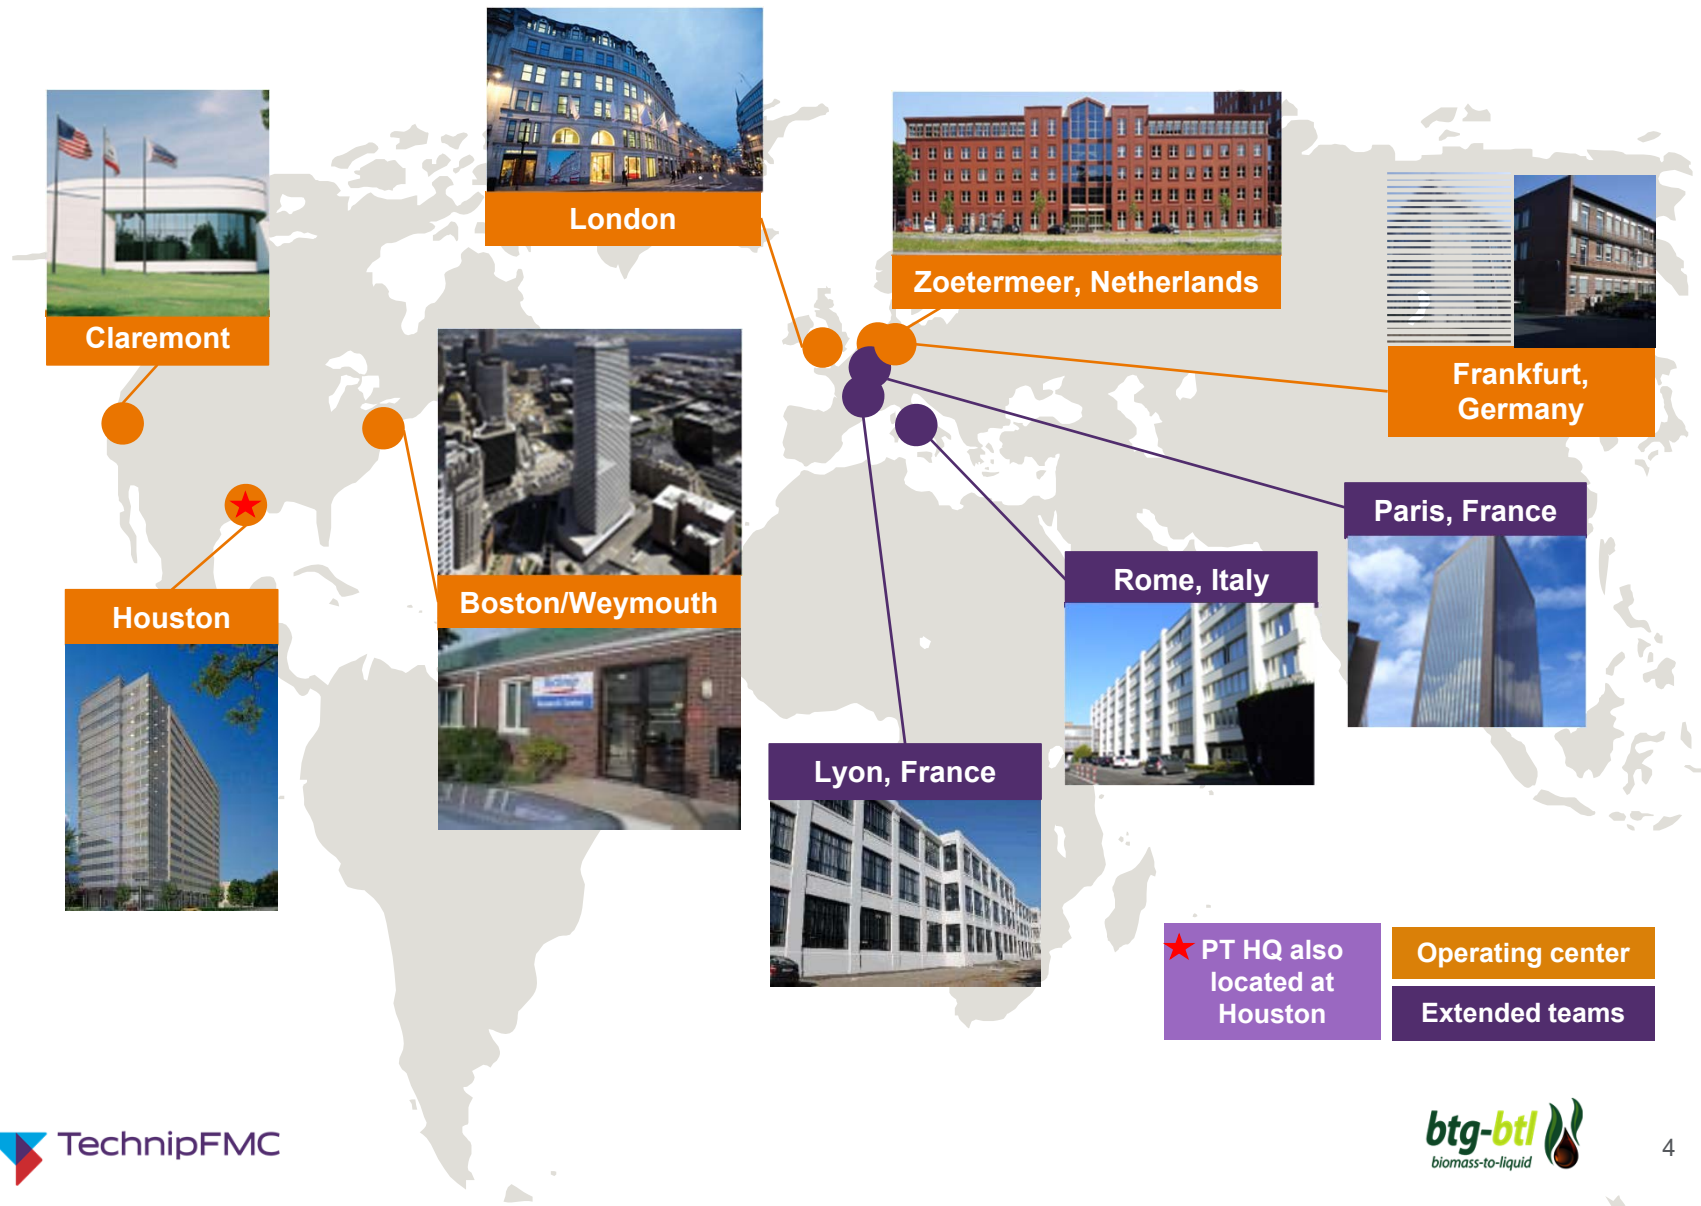 London
Zoetermeer, Netherlands
Claremont
Frankfurt,
Germany
Paris, France
Rome, Italy
Boston/Weymouth
Houston
Lyon, France
PT HQ also
located at
Houston
Operating center
Extended teams
TechnipFMC
btg-btl
biomass-to-liquid
4